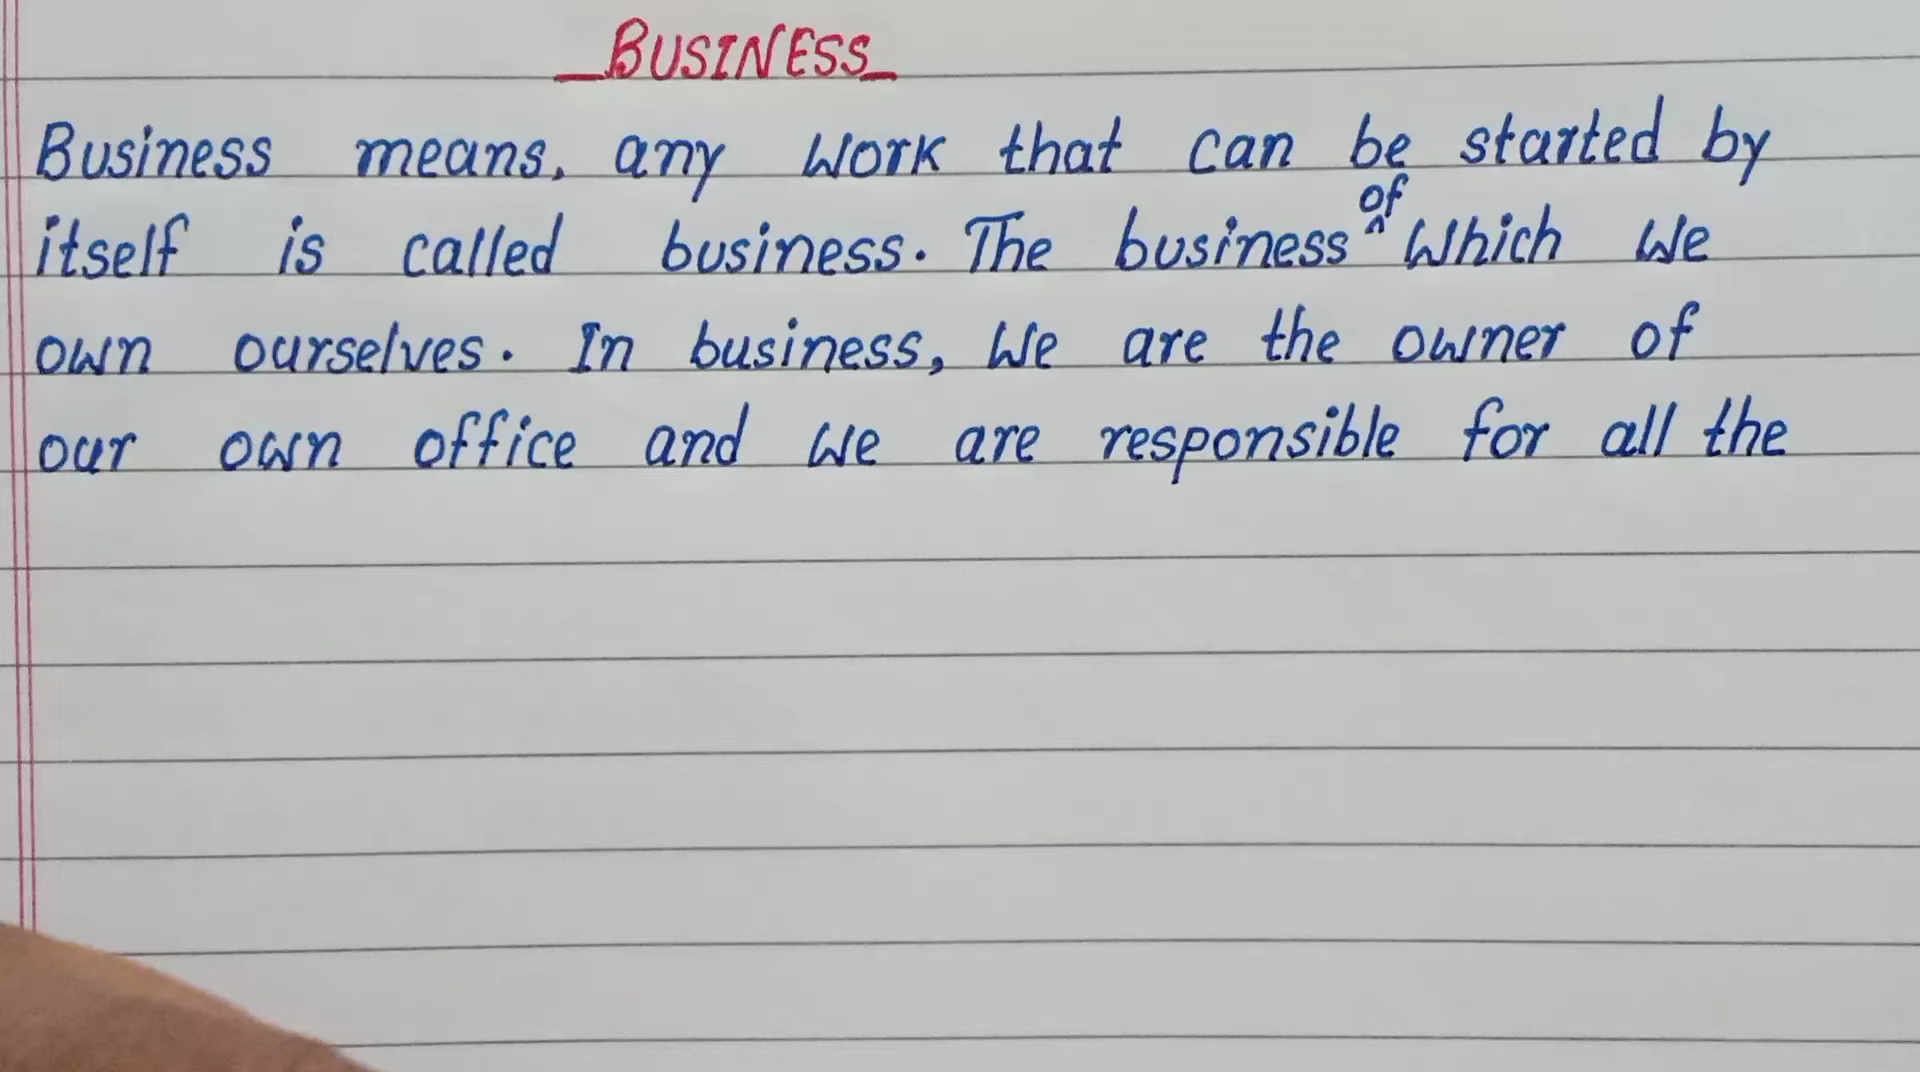 BUSINESS
Business means, any work that can be started by
itself is called business. The business of which we
own ourselves. In business, we are the owner of
our own office and we are responsible for all the